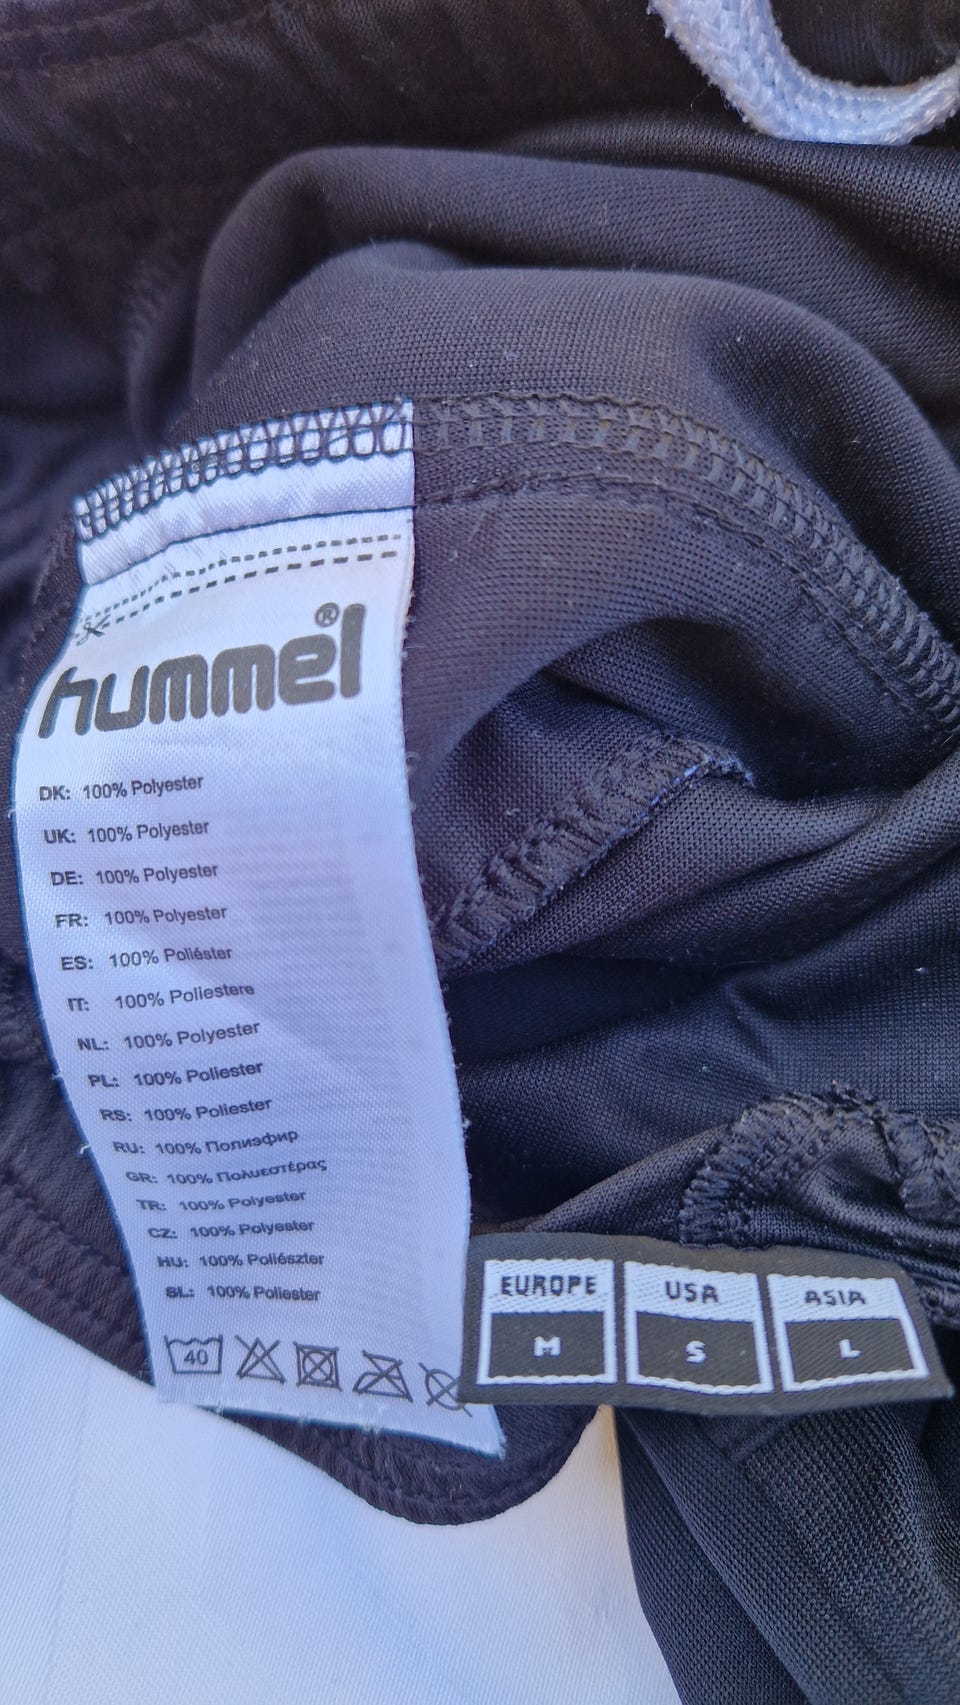 hummel®
DK: 100% Polyester
UK: 100% Polyester
DE: 100% Polyester
FR: 100% Polyester
ES: 100% Poliéster
IT: 100% Poliestere
NL: 100% Polyester
PL: 100% Poliester
RS: 100% Poliester
RU: 100% Полиэфир
GR: 100% Πολυεστέρας
TR: 100% Polyester
CZ: 100% Polyester
HU: 100% Poliészter
SL: 100% Poliester
40
EUROPE USA ASIA
M S L